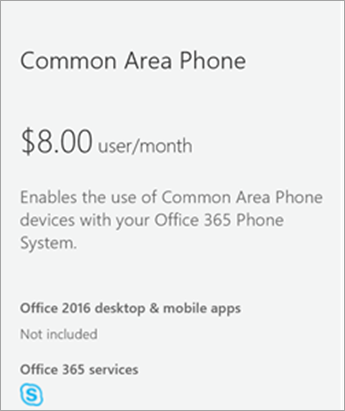 Common Area Phone
$8.00 user/month
Enables the use of Common Area Phone
devices with your Office 365 Phone
System.
Office 2016 desktop & mobile apps
Not included
Office 365 services
S